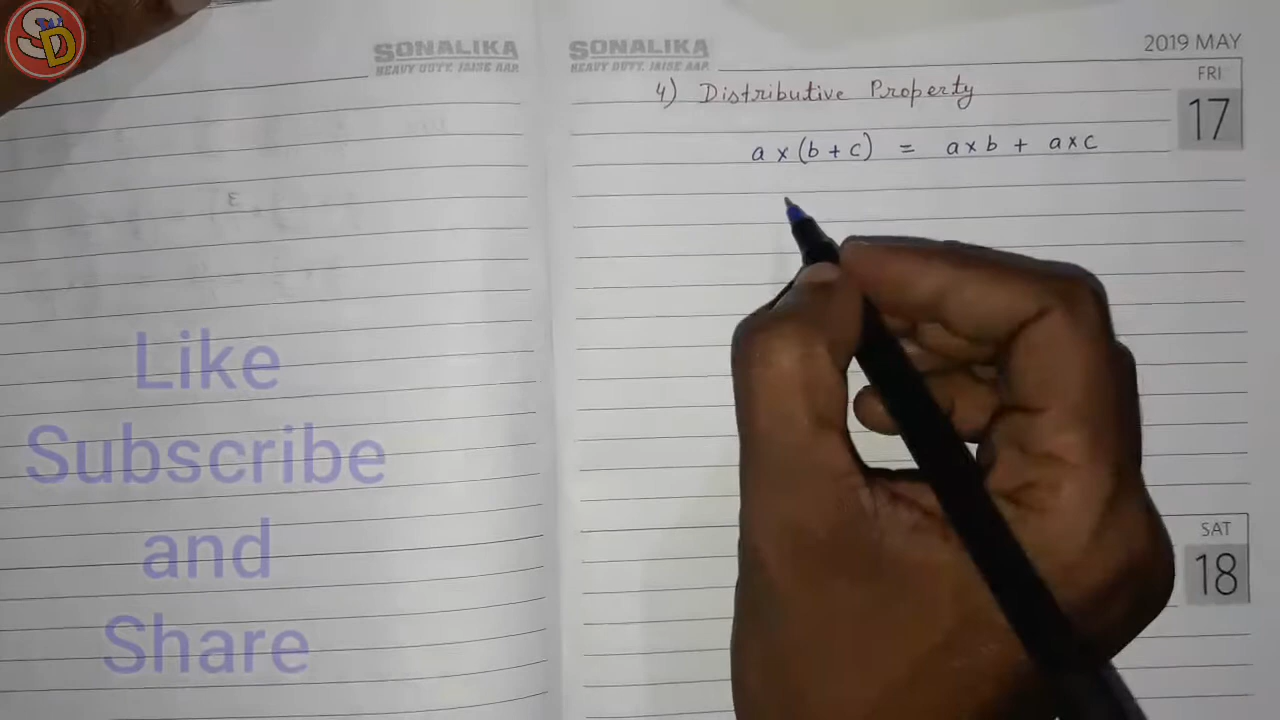 SD
SONALIKA
HEAVY DUTY. JAISE AAP.
SONALIKA
HEAVY DUTY. JAISE AAP.
2019 MAY
FRI
17
4) Distributive Property
a × (b + c) = a × b + a × c
Like
Subscribe
and
Share
SAT
18